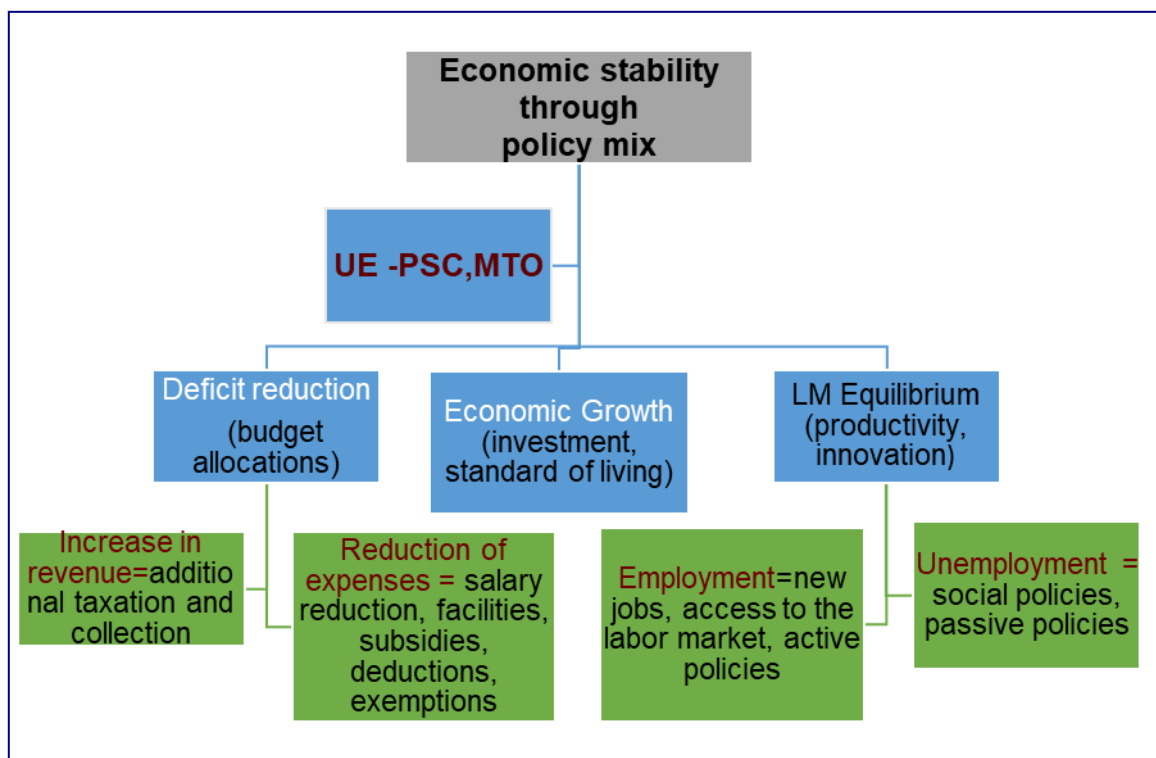 Economic stability
through
policy mix
UE -PSC,MTO
Deficit reduction
(budget
allocations)
Economic Growth
(investment,
standard of living)
LM Equilibrium
(productivity,
innovation)
Increase in
revenue=additio
nal taxation and
collection
Reduction of
expenses = salary
reduction, facilities,
subsidies,
deductions,
exemptions
Employment=new
jobs, access to the
labor market, active
policies
Unemployment =
social policies,
passive policies